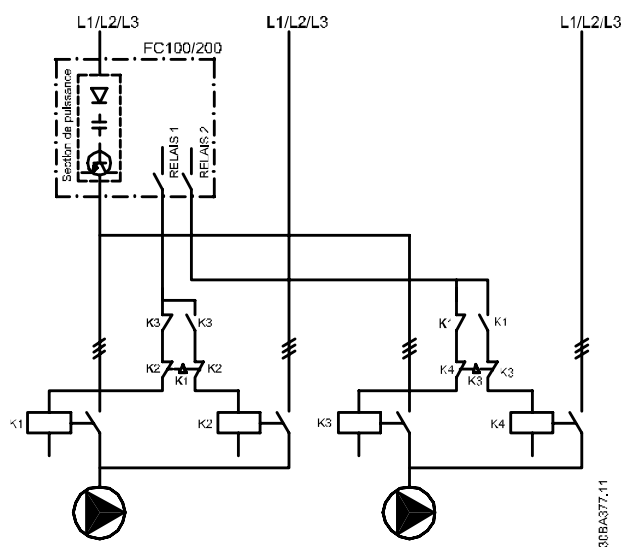 L1/L2/L3
L1/L2/L3
L1/L2/L3
FC100/200
Section de puissance
RELAIS 1
RELAIS 2
K3
K3
K1
K1
K2
K1
K2
K4
K3
K3
K1
K2
K3
K4
30BA377.11